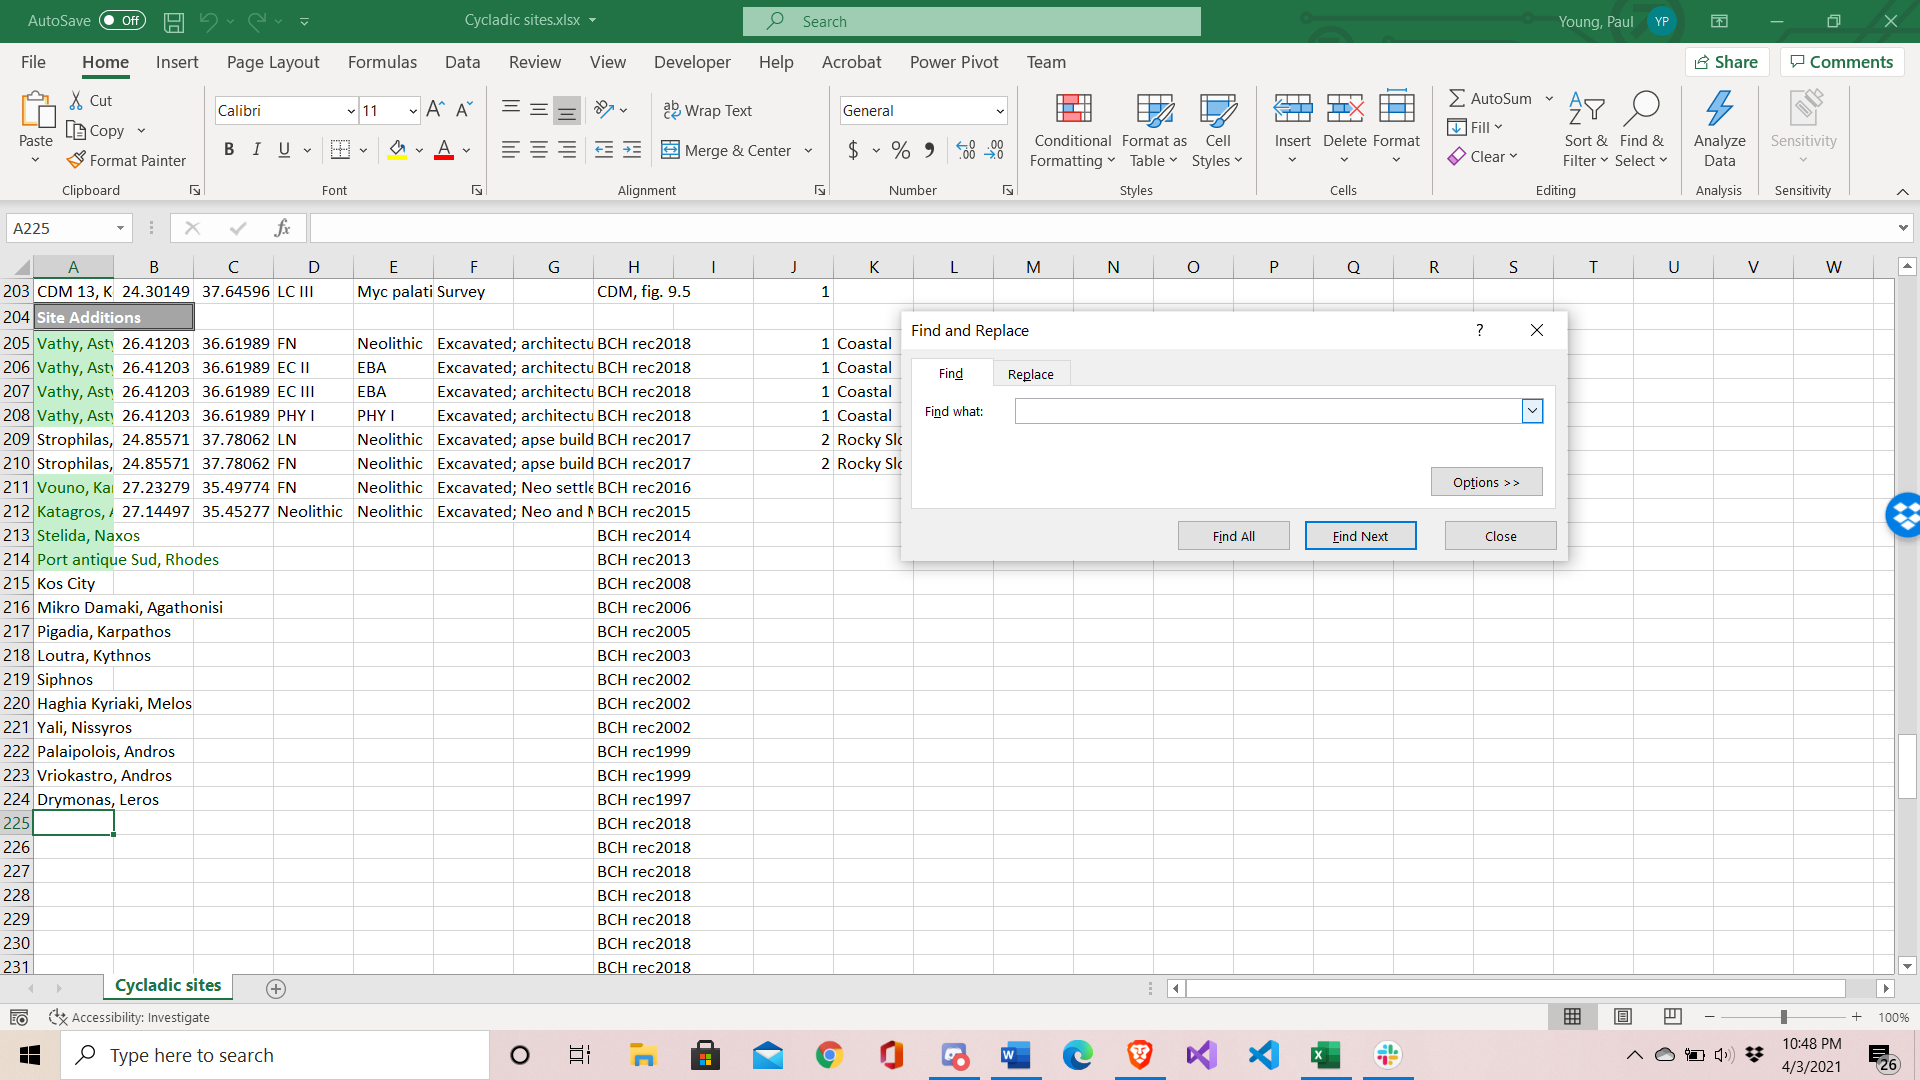 AutoSave Off Cycladic sites.xlsx Search Young, Paul YP
File Home Insert Page Layout Formulas Data Review View Developer Help Acrobat Power Pivot Team Share Comments
Paste Cut Copy Format Painter Clipboard
Calibri 11 B I U A Font
Wrap Text Merge & Center Alignment
General $ % Number
Conditional Formatting Format as Table Cell Styles Styles
Insert Delete Format Cells
AutoSum Fill Clear Sort & Filter Find & Select Editing
Analyze Data Analysis
Sensitivity Sensitivity
A225 fx
A B C D E F G H I J K L M N O P Q R S T U V W
203 CDM 13, K 24.30149 37.64596 LC III Myc palati Survey CDM, fig. 9.5 1
204 Site Additions
205 Vathy, Asty 26.41203 36.61989 FN Neolithic Excavated; architectu BCH rec2018 1 Coastal
206 Vathy, Asty 26.41203 36.61989 EC II EBA Excavated; architectu BCH rec2018 1 Coastal
207 Vathy, Asty 26.41203 36.61989 EC III EBA Excavated; architectu BCH rec2018 1 Coastal
208 Vathy, Asty 26.41203 36.61989 PHY I PHY I Excavated; architectu BCH rec2018 1 Coastal
209 Strophilas, 24.85571 37.78062 LN Neolithic Excavated; apse build BCH rec2017 2 Rocky Slo
210 Strophilas, 24.85571 37.78062 FN Neolithic Excavated; apse build BCH rec2017 2 Rocky Slo
211 Vouno, Kar 27.23279 35.49774 FN Neolithic Excavated; Neo settle BCH rec2016
212 Katagros, 27.14497 35.45277 Neolithic Neolithic Excavated; Neo and BCH rec2015
213 Stelida, Naxos BCH rec2014
214 Port antique Sud, Rhodes BCH rec2013
215 Kos City BCH rec2008
216 Mikro Damaki, Agathonisi BCH rec2006
217 Pigadia, Karpathos BCH rec2005
218 Loutra, Kythnos BCH rec2003
219 Siphnos BCH rec2002
220 Haghia Kyriaki, Melos BCH rec2002
221 Yali, Nissyros BCH rec2002
222 Palaipolois, Andros BCH rec1999
223 Vriokastro, Andros BCH rec1999
224 Drymonas, Leros BCH rec1997
225 BCH rec2018
226 BCH rec2018
227 BCH rec2018
228 BCH rec2018
229 BCH rec2018
230 BCH rec2018
231 BCH rec2018
Find and Replace ?
Find Replace
Find what:
Options >>
Find All Find Next Close
Cycladic sites
Accessibility: Investigate 100%
Type here to search
10:48 PM
4/3/2021
26